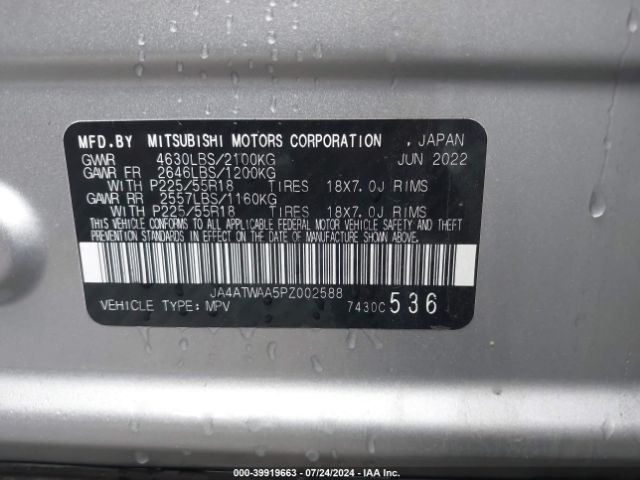 MFD.BY MITSUBISHI MOTORS CORPORATION . JAPAN
GVWR 4630LBS/2100KG JUN 2022
GAWR FR 2646LBS/1200KG
WITH P225/55R18 TIRES 18X7.0J RIMS
GAWR RR 2557LBS/1160KG
WITH P225/55R18 TIRES 18X7.0J RIMS
THIS VEHICLE CONFORMS TO ALL APPLICABLE FEDERAL MOTOR VEHICLE SAFETY AND THEFT
PREVENTION STANDARDS IN EFFECT ON THE DATE OF MANUFACTURE SHOWN ABOVE.
JA4ATWAA5PZ002588
VEHICLE TYPE: MPV 7430C 536
000-39919663 - 07/24/2024 - IAA Inc.